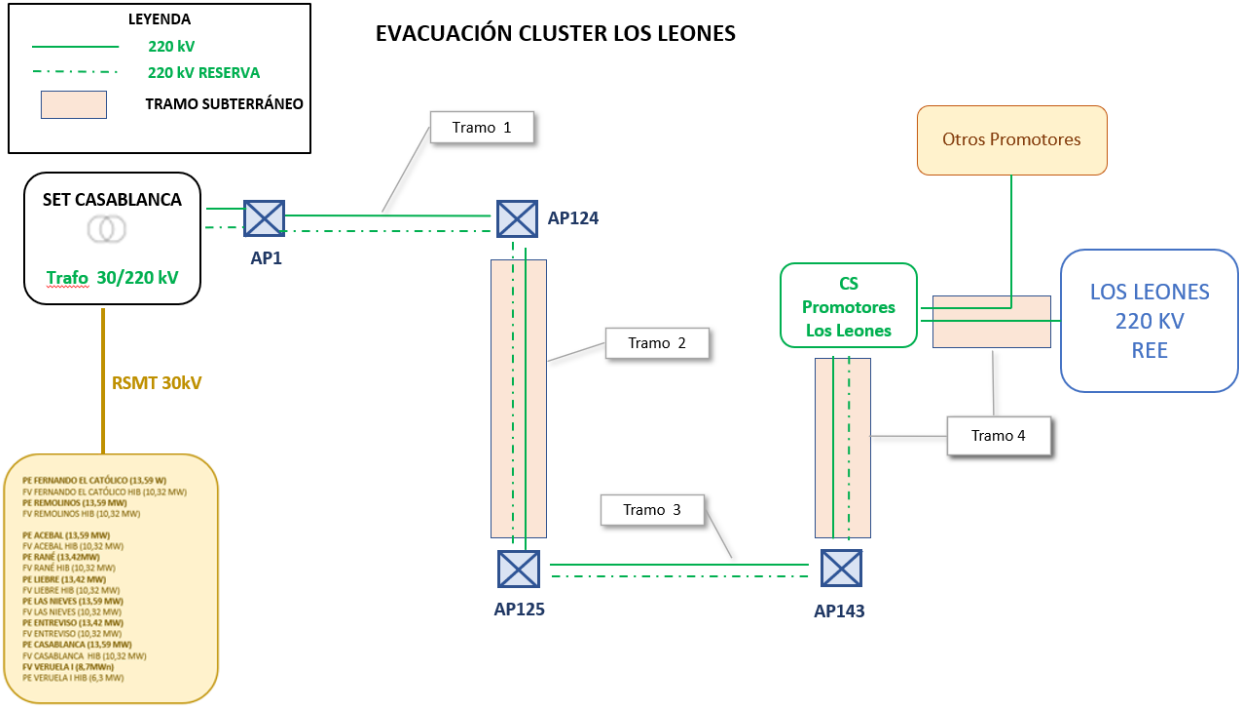 LEYENDA
220 kV
220 kV RESERVA
TRAMO SUBTERRÁNEO
EVACUACIÓN CLUSTER LOS LEONES
Tramo 1
Otros Promotores
SET CASABLANCA
Trafo 30/220 kV
AP1
AP124
CS
Promotores
Los Leones
LOS LEONES
220 KV
REE
Tramo 2
RSMT 30kV
Tramo 4
PE FERNANDO EL CATÓLICO (13,59 W)
FV FERNANDO EL CATÓLICO HIB (10,32 MW)
PE REMOLINOS (13,59 MW)
FV REMOLINOS HIB (10,32 MW)
PE ACEBAL (13,59 MW)
FV ACEBAL HIB (10,32 MW)
PE RANÉ (13,42MW)
FV RANÉ HIB (10,32 MW)
PE LIEBRE (13,42 MW)
FV LIEBRE HIB (10,32 MW)
PE LAS NIEVES (13,59 MW)
FV LAS NIEVES (10,32 MW)
PE ENTREVISO (13,42 MW)
FV ENTREVISO (10,32 MW)
PE CASABLANCA (13,59 MW)
FV CASABLANCA HIB (10,32 MW)
FV VERUELA I (8,7MWn)
PE VERUELA I HIB (6,3 MW)
Tramo 3
AP125
AP143